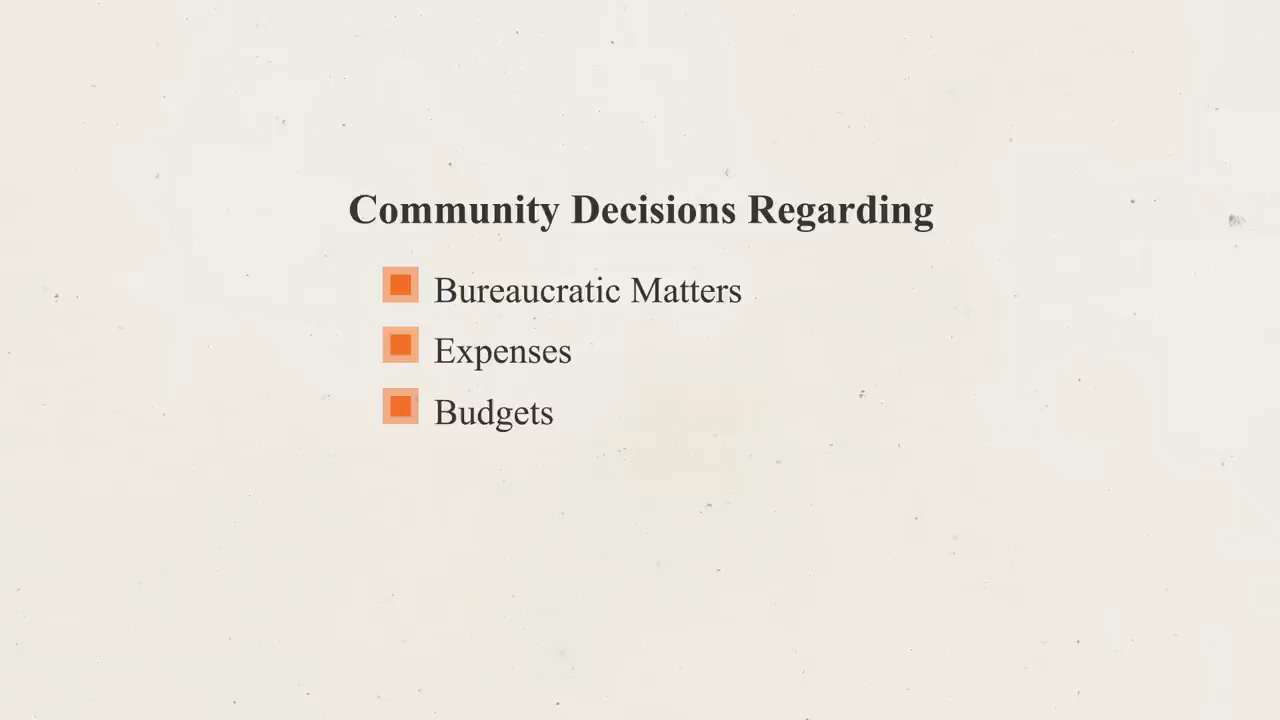 Community Decisions Regarding
Bureaucratic Matters
Expenses
Budgets